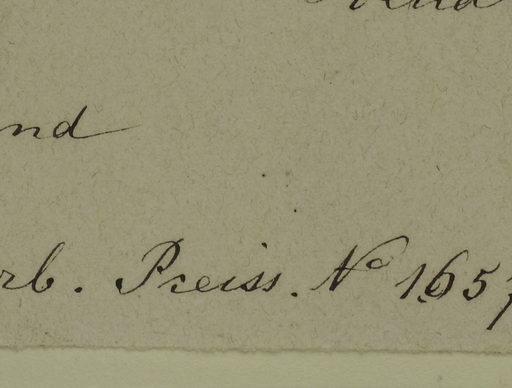 nd
rb. Preiss. No 165